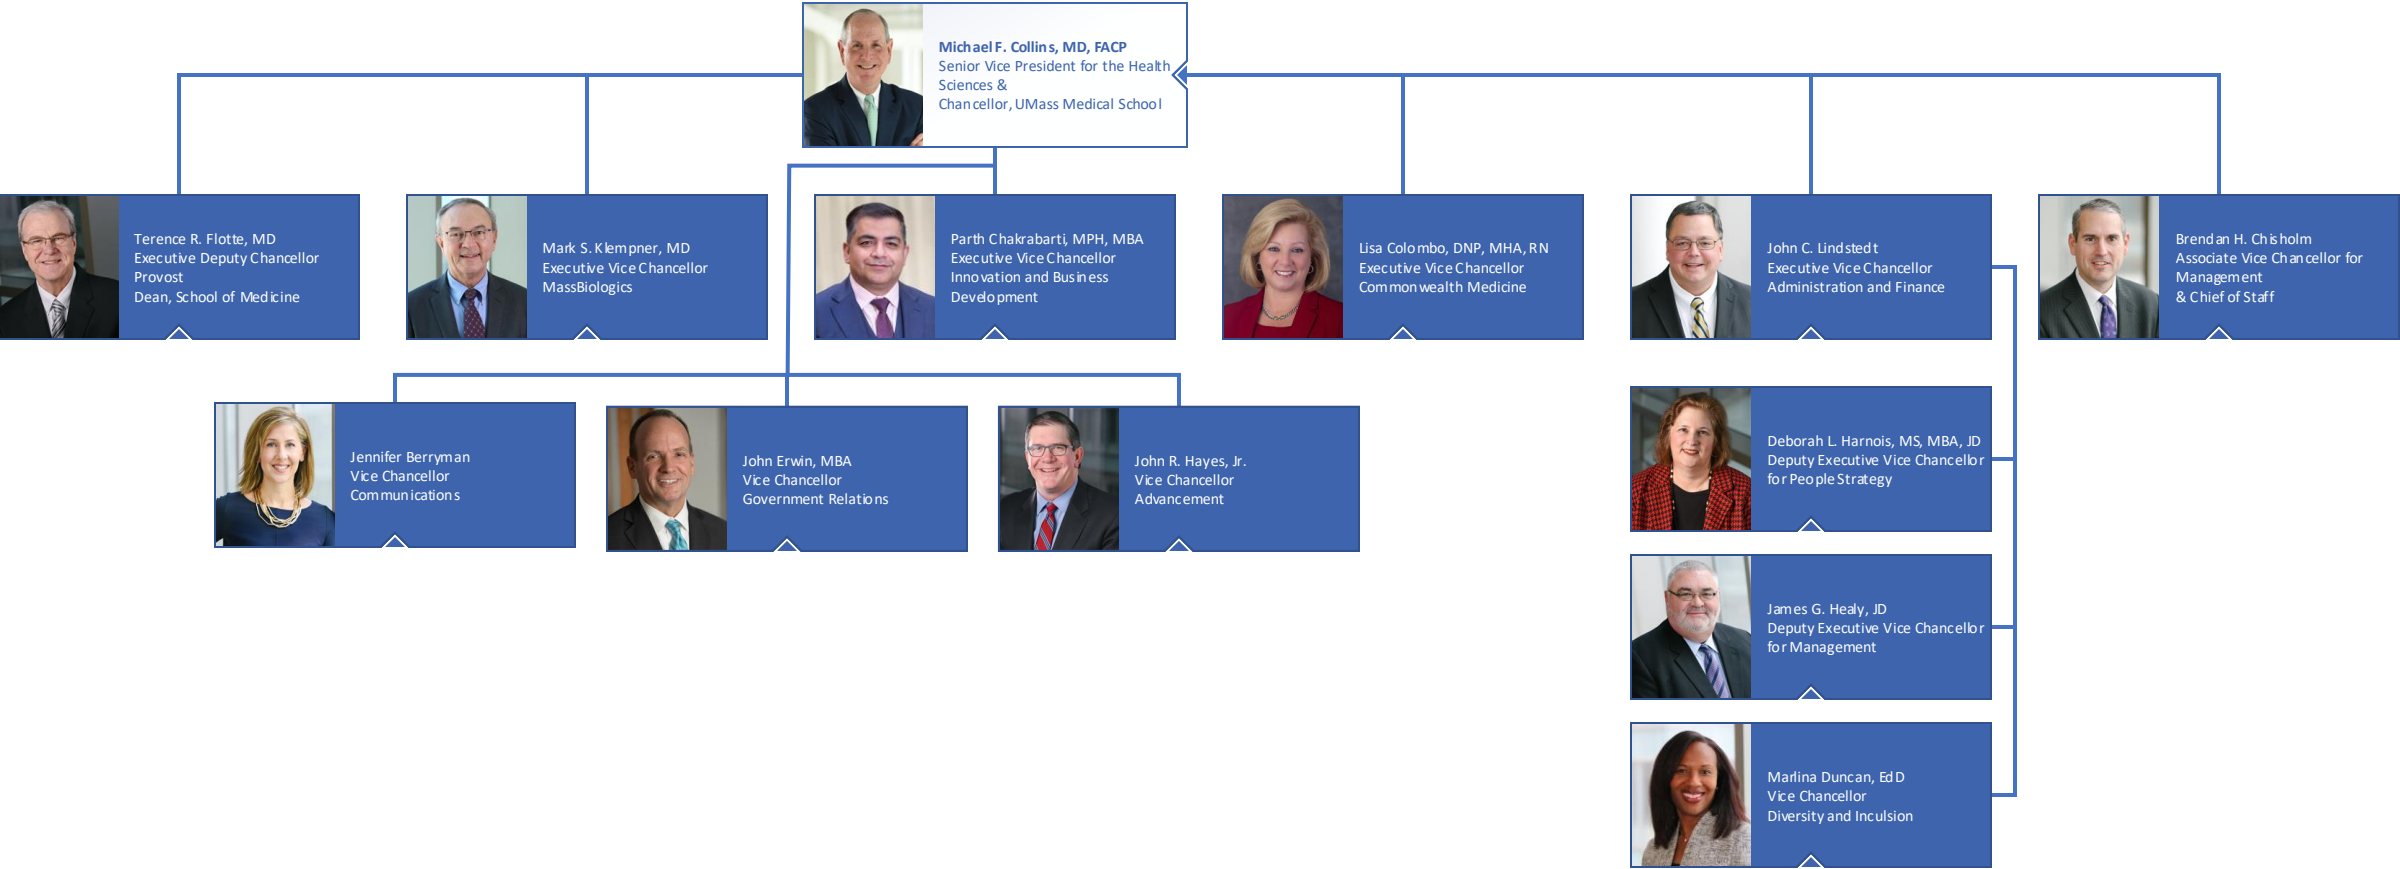 Michael F. Collins, MD, FACP
Senior Vice President for the Health
Sciences &
Chancellor, UMass Medical School
Terence R. Flotte, MD
Executive Deputy Chancellor
Provost
Dean, School of Medicine
Mark S. Klempner, MD
Executive Vice Chancellor
MassBiologics
Parth Chakrabarti, MPH, MBA
Executive Vice Chancellor
Innovation and Business
Development
Lisa Colombo, DNP, MHA, RN
Executive Vice Chancellor
Commonwealth Medicine
John C. Lindstedt
Executive Vice Chancellor
Administration and Finance
Brendan H. Chisholm
Associate Vice Chancellor for
Management
& Chief of Staff
Jennifer Berryman
Vice Chancellor
Communications
John Erwin, MBA
Vice Chancellor
Government Relations
John R. Hayes, Jr.
Vice Chancellor
Advancement
Deborah L. Harnois, MS, MBA, JD
Deputy Executive Vice Chancellor
for People Strategy
James G. Healy, JD
Deputy Executive Vice Chancellor
for Management
Marlina Duncan, EdD
Vice Chancellor
Diversity and Inculsion